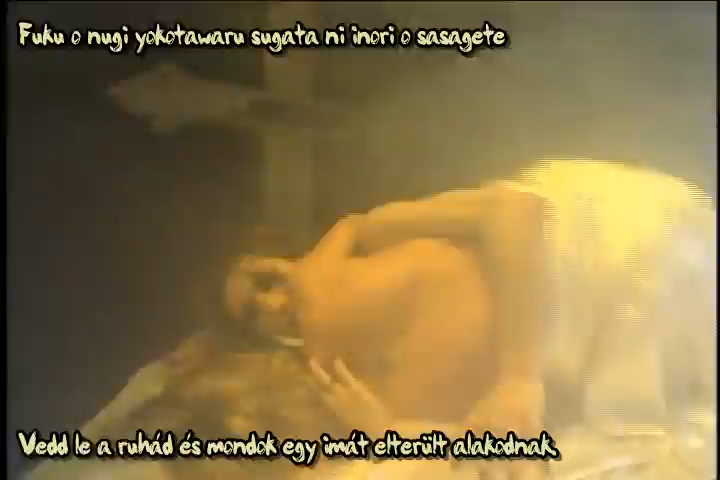 Fuku o nugi yokotawaru sugata ni inori o sasagete
Vedd le a ruhád és mondok egy imát elterült alakodnak.